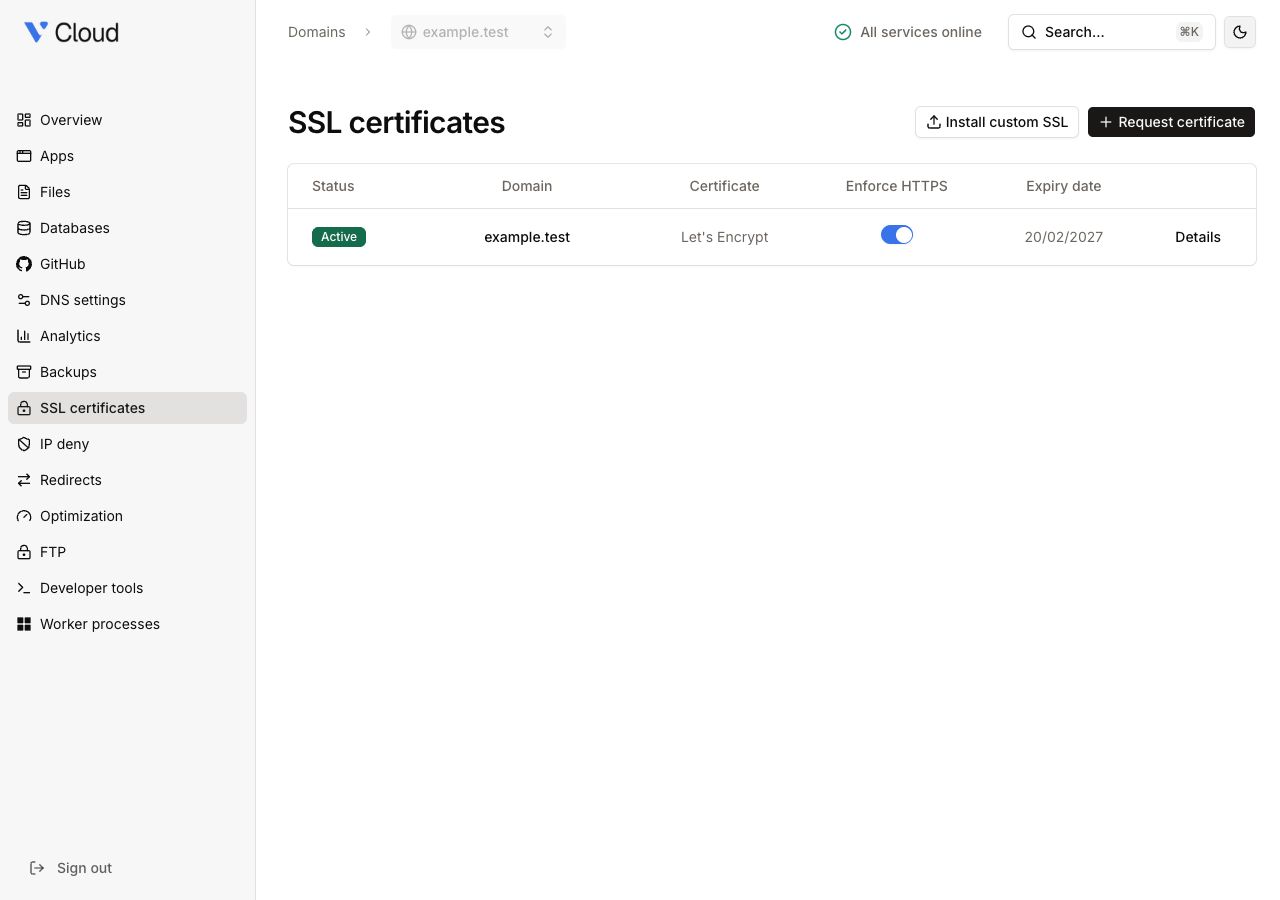 Cloud
Domains
example.test
All services online
Search...
⌘K
Overview
Apps
Files
Databases
GitHub
DNS settings
Analytics
Backups
SSL certificates
IP deny
Redirects
Optimization
FTP
Developer tools
Worker processes
Sign out
SSL certificates
Install custom SSL
Request certificate
Status Domain Certificate Enforce HTTPS Expiry date
Active example.test Let's Encrypt 20/02/2027 Details